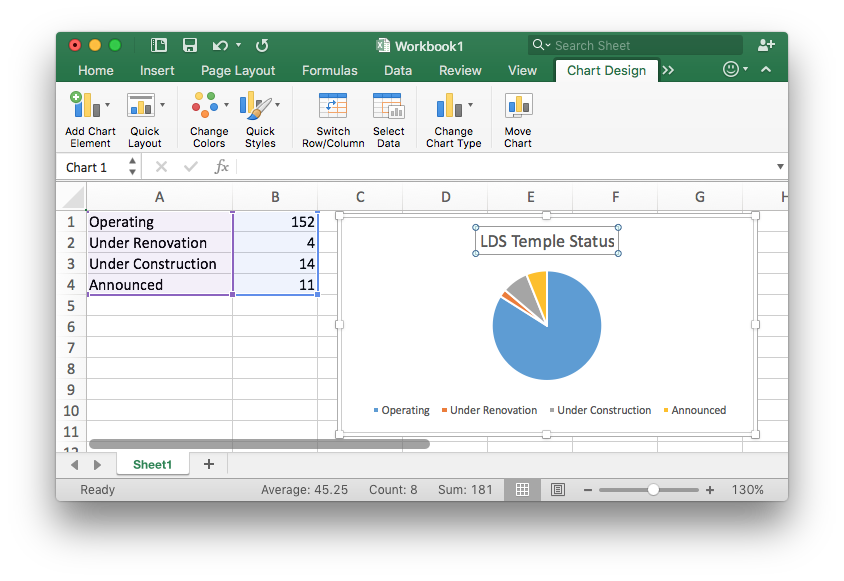 Workbook1
Search Sheet
Home Insert Page Layout Formulas Data Review View Chart Design >>
Add Chart Element
Quick Layout
Change Colors
Quick Styles
Switch Row/Column
Select Data
Change Chart Type
Move Chart
Chart 1 fx
A B C D E F G H
1 Operating 152
2 Under Renovation 4
3 Under Construction 14
4 Announced 11
5
6
7
8
9
10
11
12
LDS Temple Status
Operating Under Renovation Under Construction Announced
Sheet1 +
Ready Average: 45.25 Count: 8 Sum: 181 − + 130%